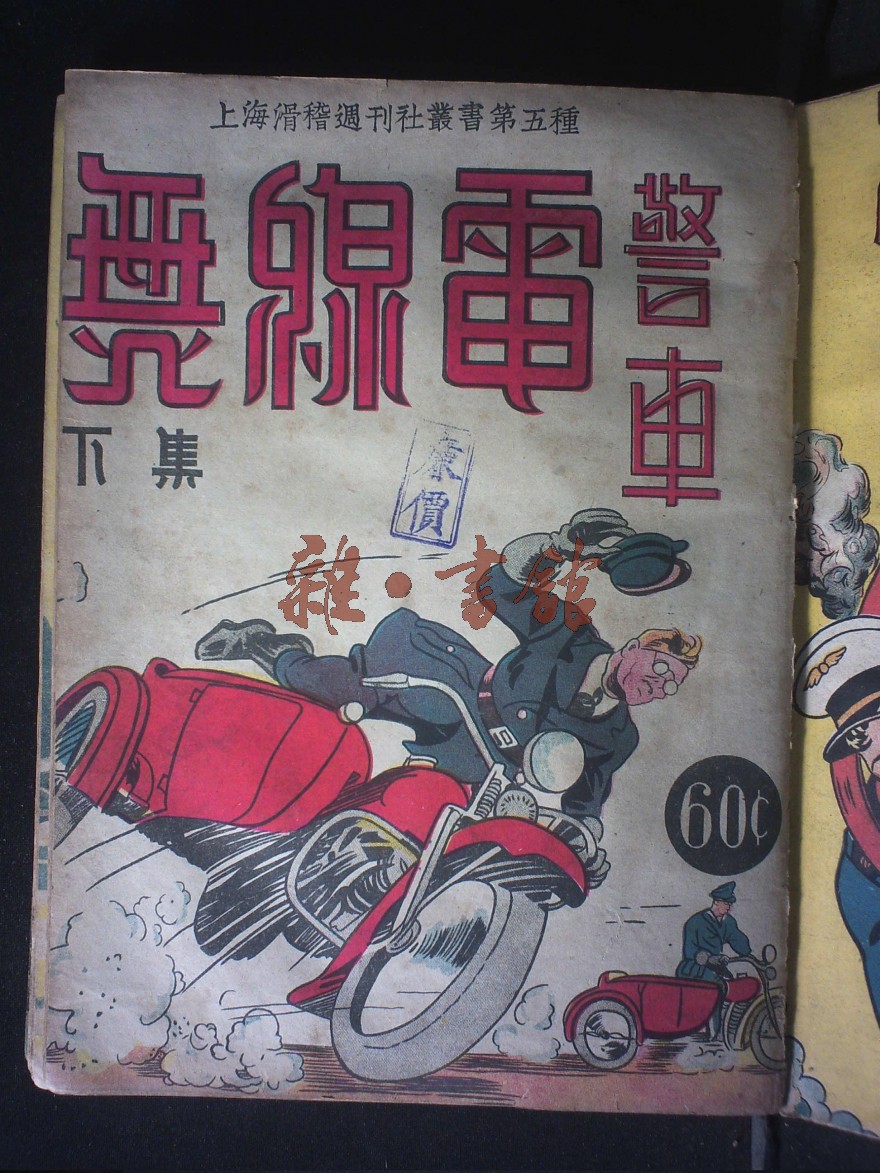 上海滑稽週刊社叢書第五種
無線電警車
下集
廉價
雜·書館
60¢